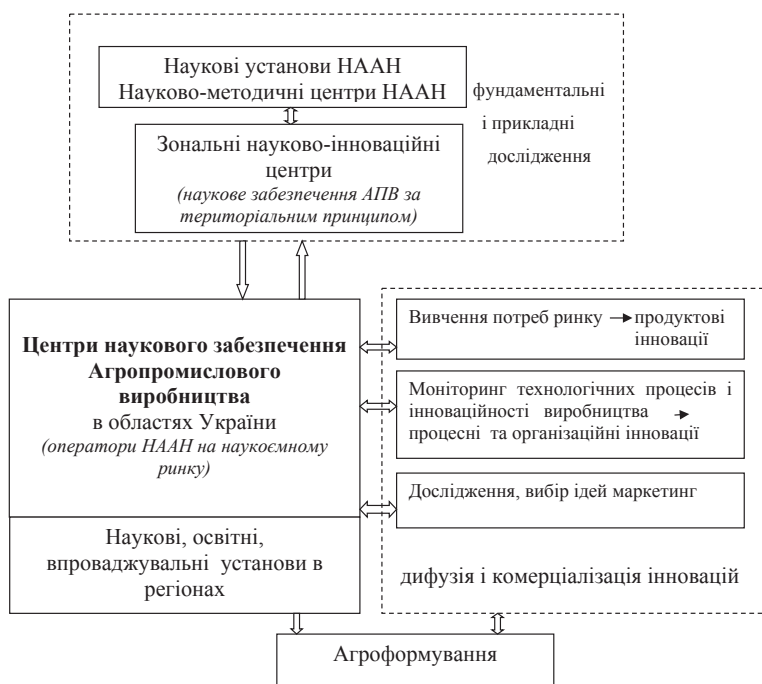 Наукові установи НААН
Науково-методичні центри НААН
фундаментальні
і прикладні
дослідження
Зональні науково-інноваційні
центри
(наукове забезпечення АПВ за
територіальним принципом)
Центри наукового забезпечення
Агропромислового
виробництва
в областях України
(оператори НААН на наукоємному
ринку)
Наукові, освітні,
впроваджувальні установи в
регіонах
Вивчення потреб ринку → продуктові
інновації
Моніторинг технологічних процесів і
інноваційності виробництва →
процесні та організаційні інновації
Дослідження, вибір ідей маркетинг
дифузія і комерціалізація інновацій
Агроформування